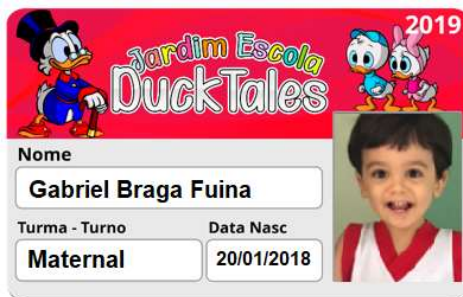 2019
Jardim Escola
DuckTales
Nome
Gabriel Braga Fuina
Turma - Turno
Data Nasc
Maternal
20/01/2018